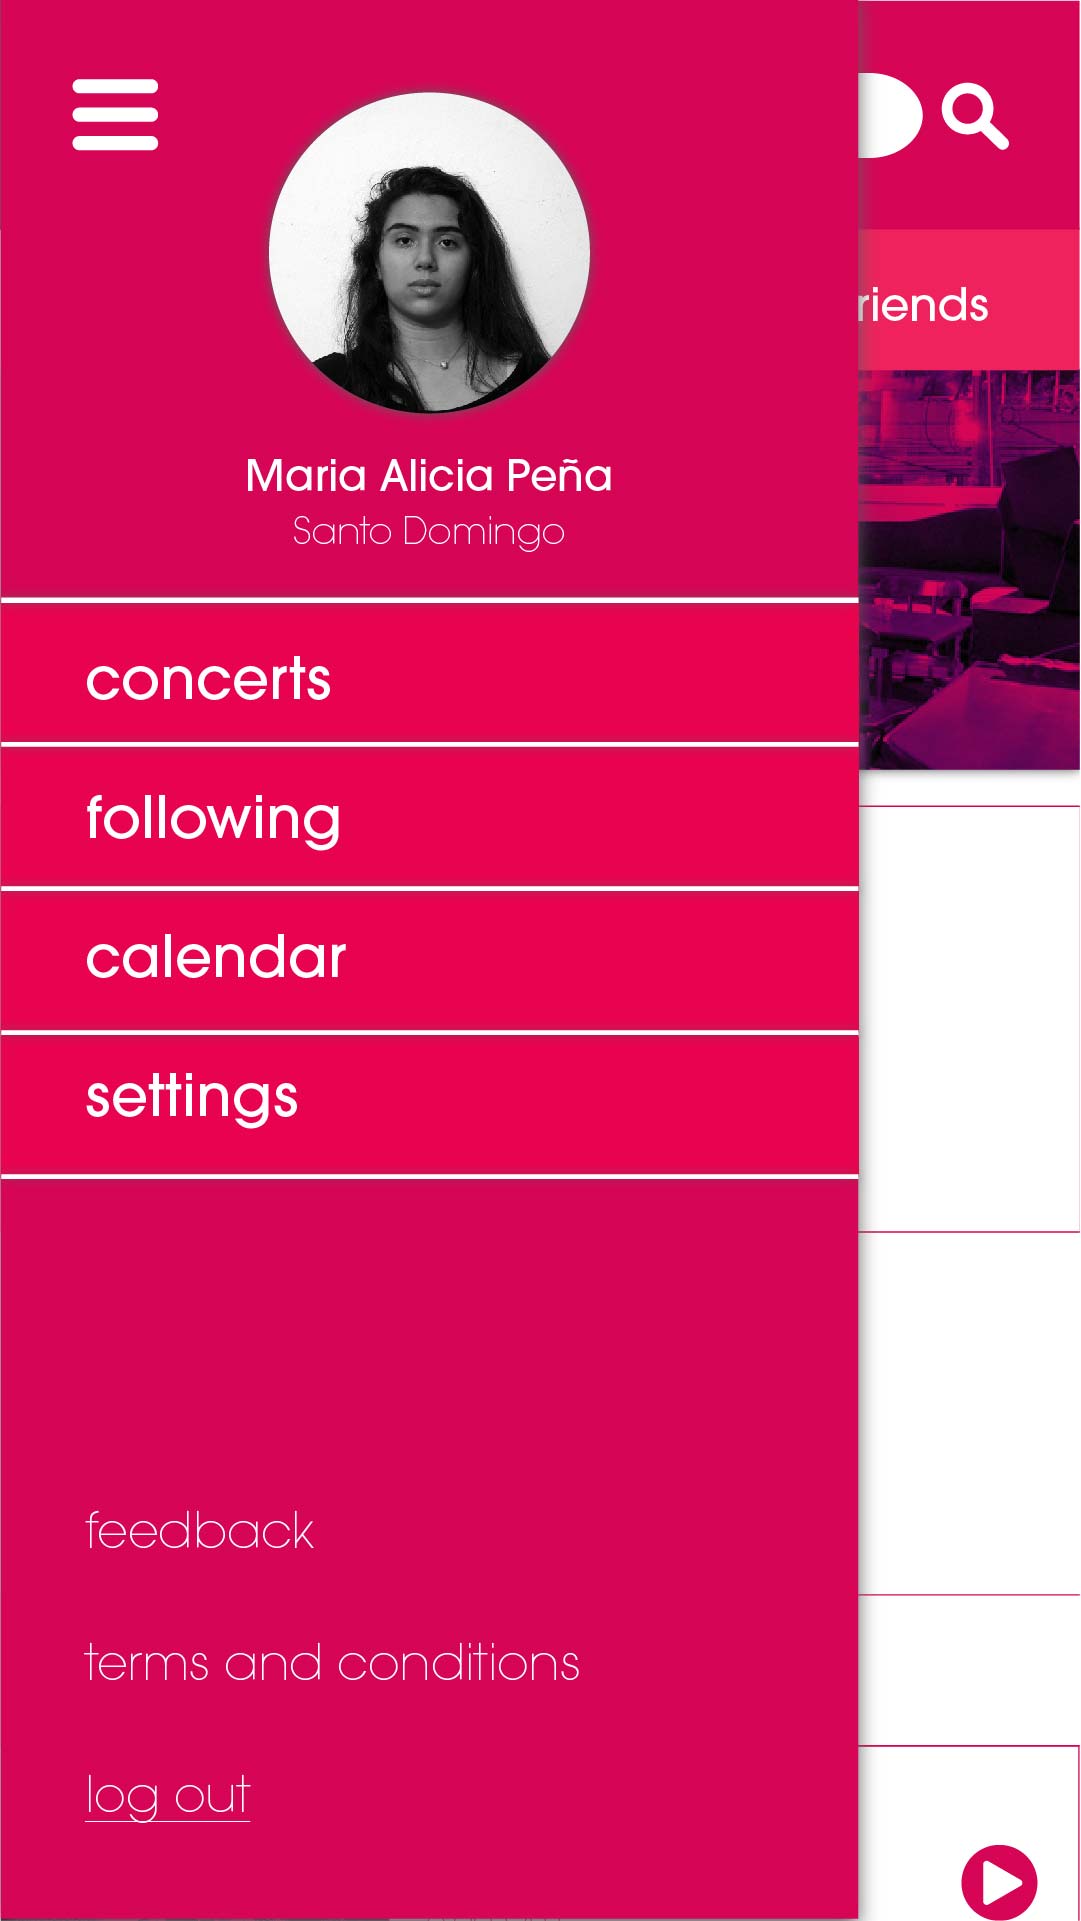 riends
Maria Alicia Peña
Santo Domingo
concerts
following
calendar
settings
feedback
terms and conditions
log out